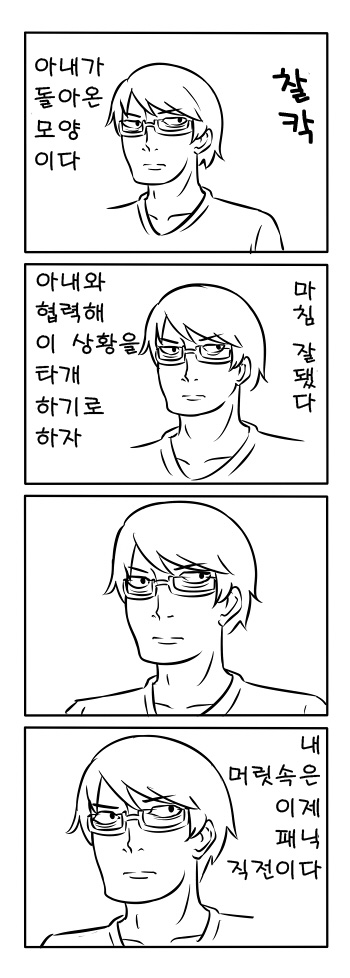 아내가
돌아온
모양
이다
찰
칵
아내와
협력해
이 상황을
타개
하기로
하자
마
침
잘
됐
다
내
머릿속은
이제
패닉
직전이다